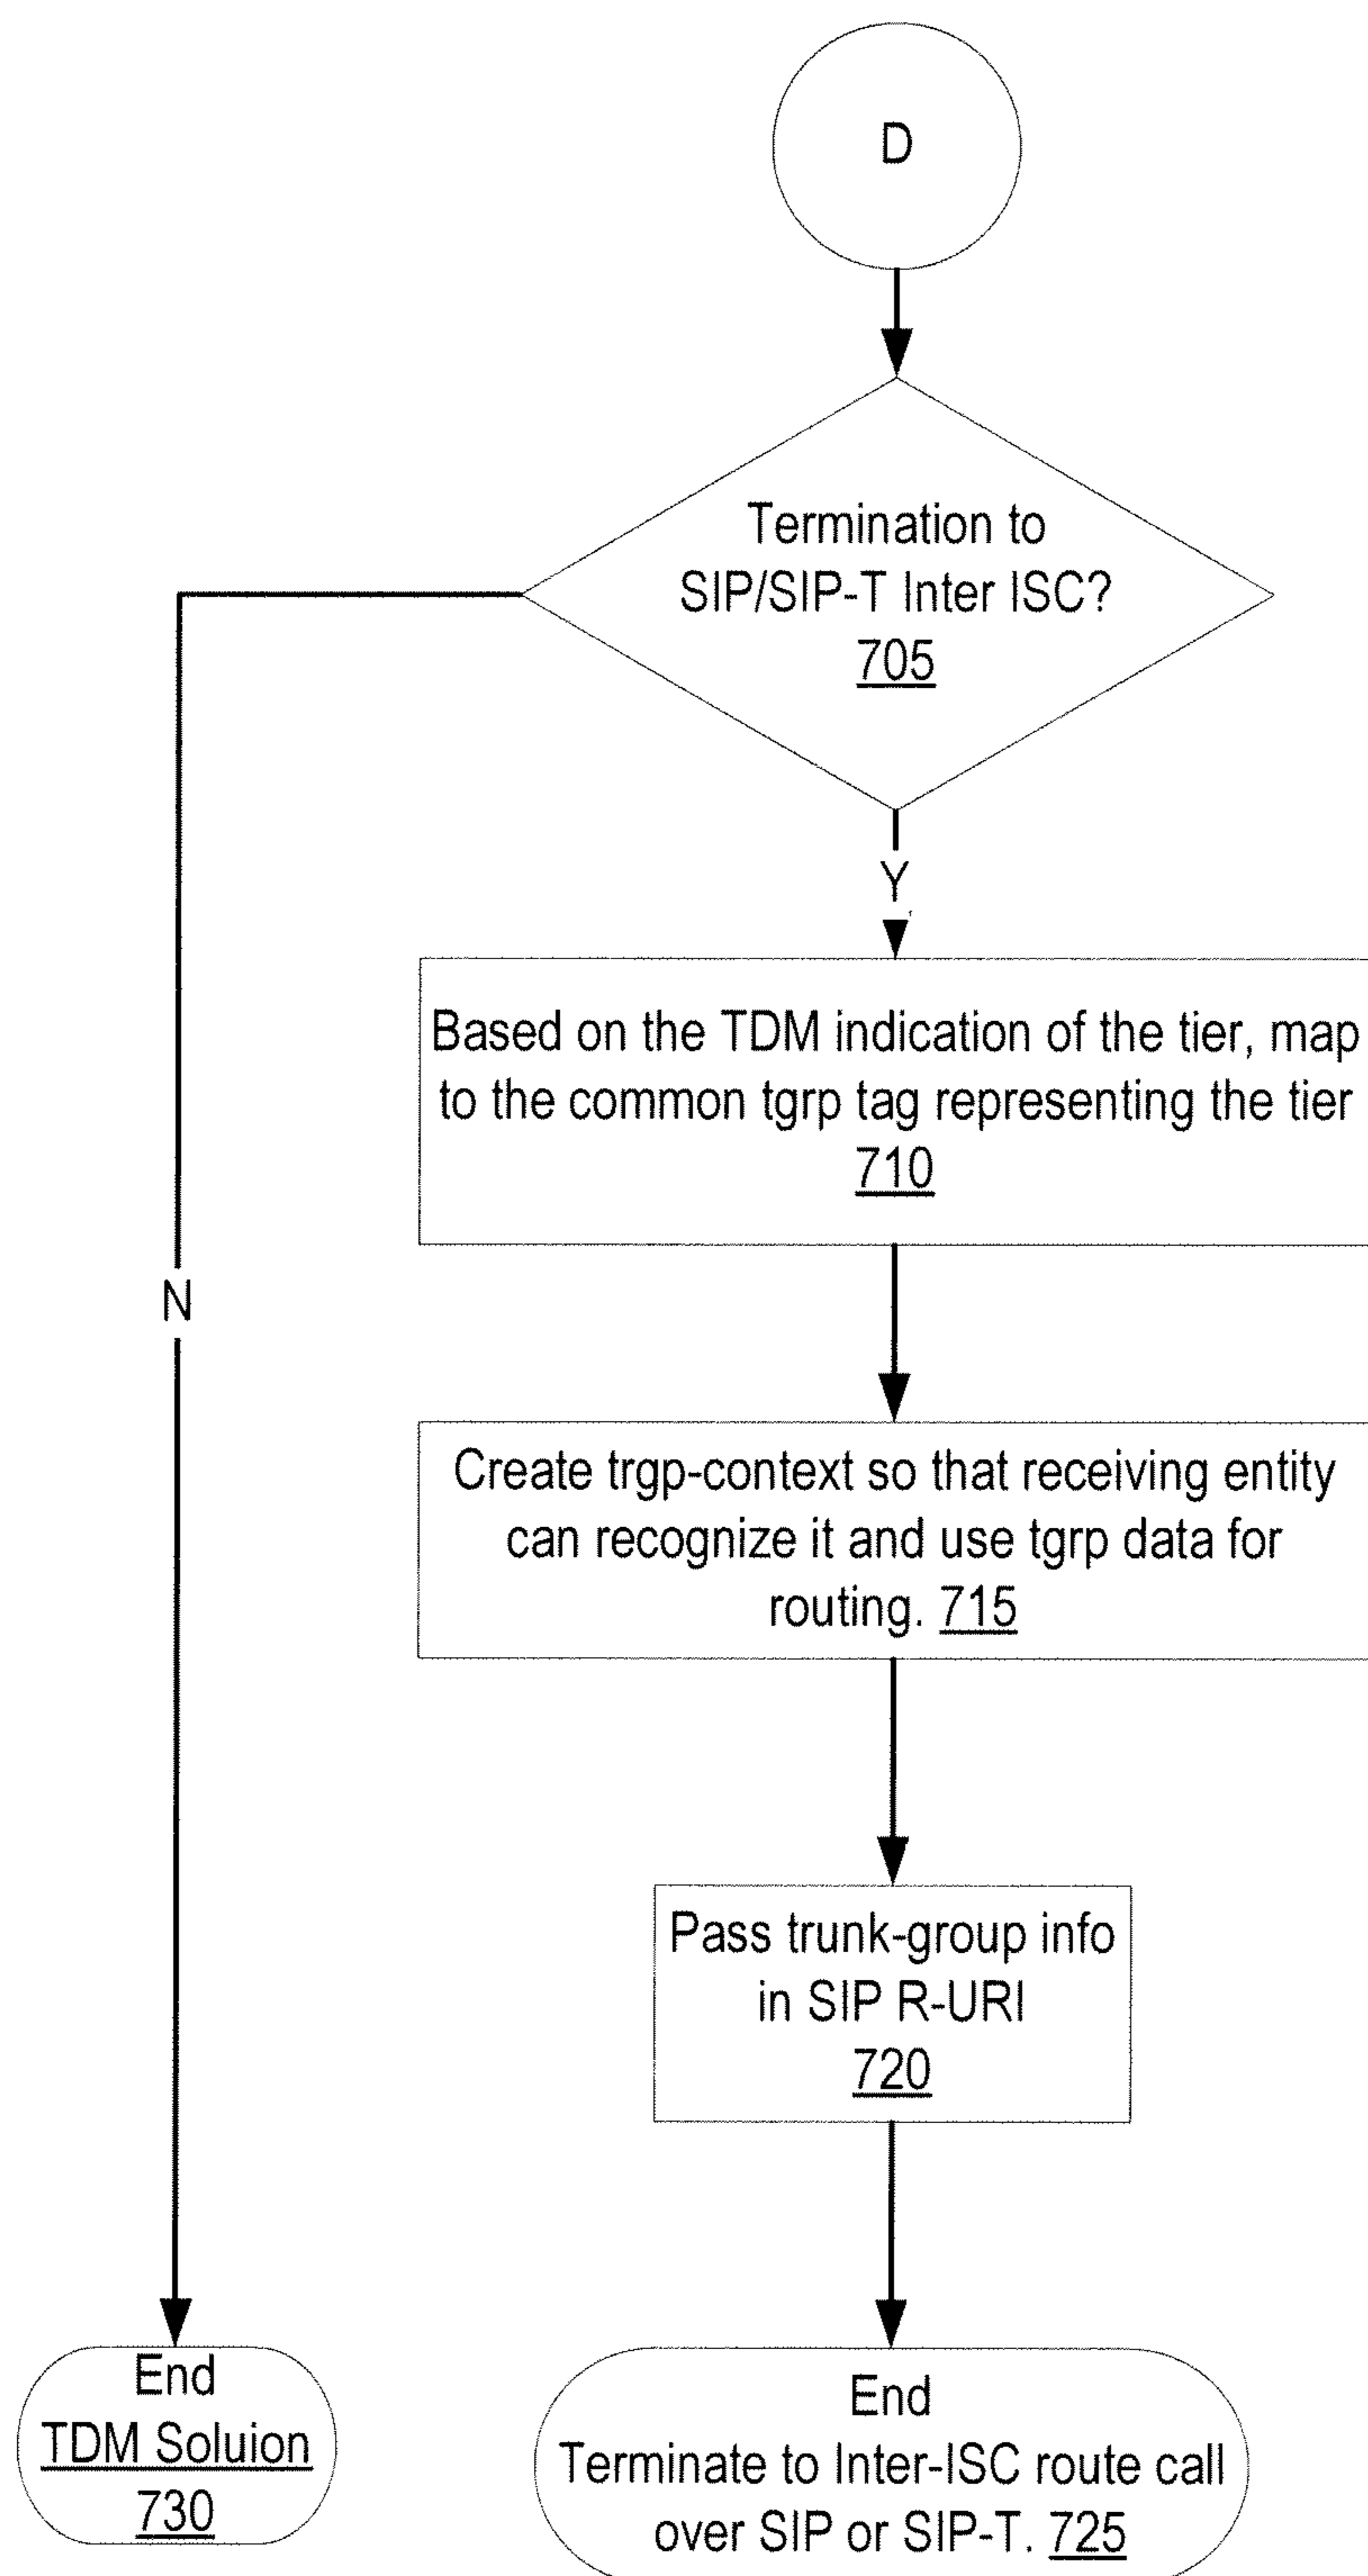 D
Termination to
SIP/SIP-T Inter ISC?
705
Y
Based on the TDM indication of the tier, map
to the common tgrp tag representing the tier
710
N
Create trgp-context so that receiving entity
can recognize it and use tgrp data for
routing. 715
Pass trunk-group info
in SIP R-URI
720
End
TDM Soluion
730
End
Terminate to Inter-ISC route call
over SIP or SIP-T. 725